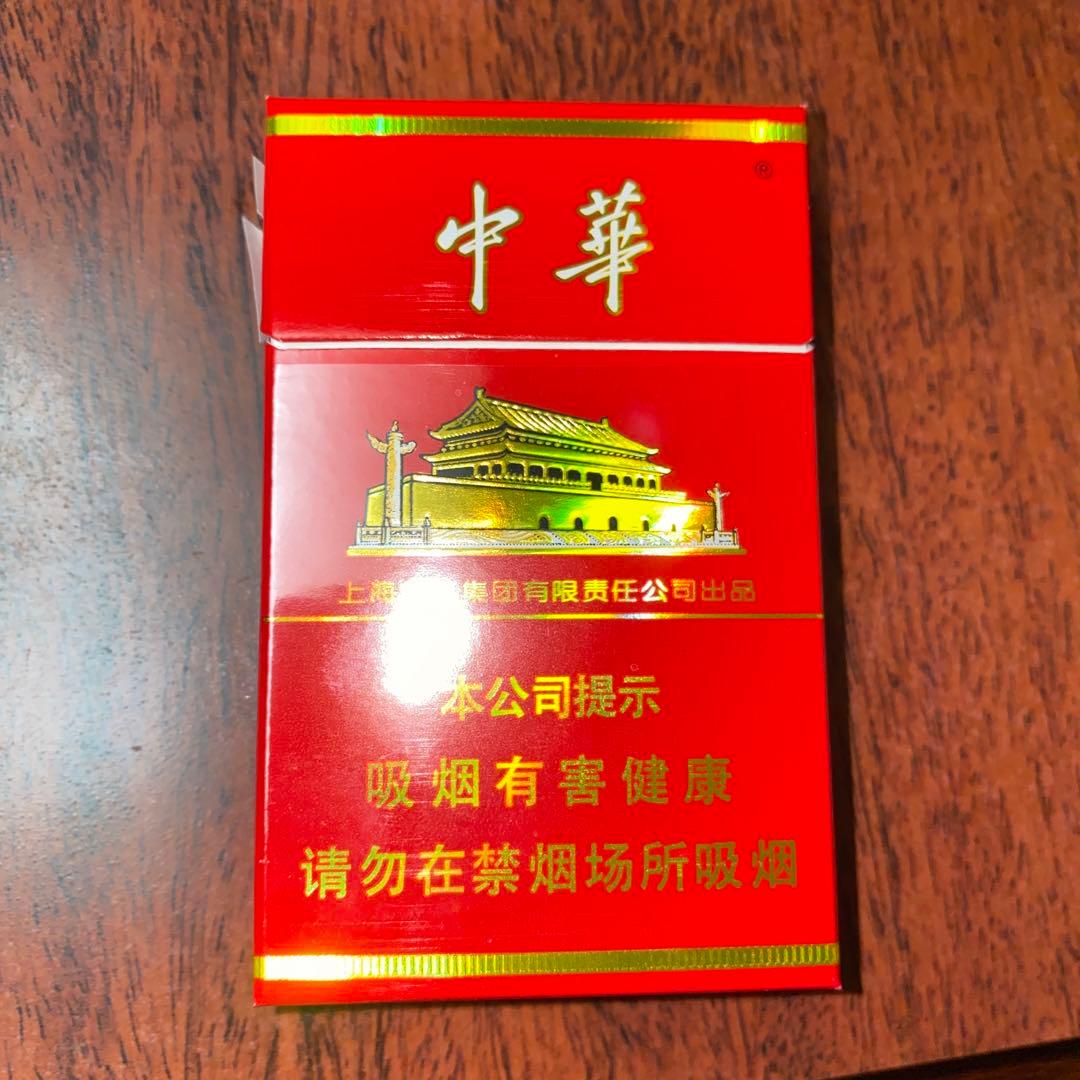 中華
®
上海 集团有限责任公司出品
本公司提示
吸烟有害健康
请勿在禁烟场所吸烟